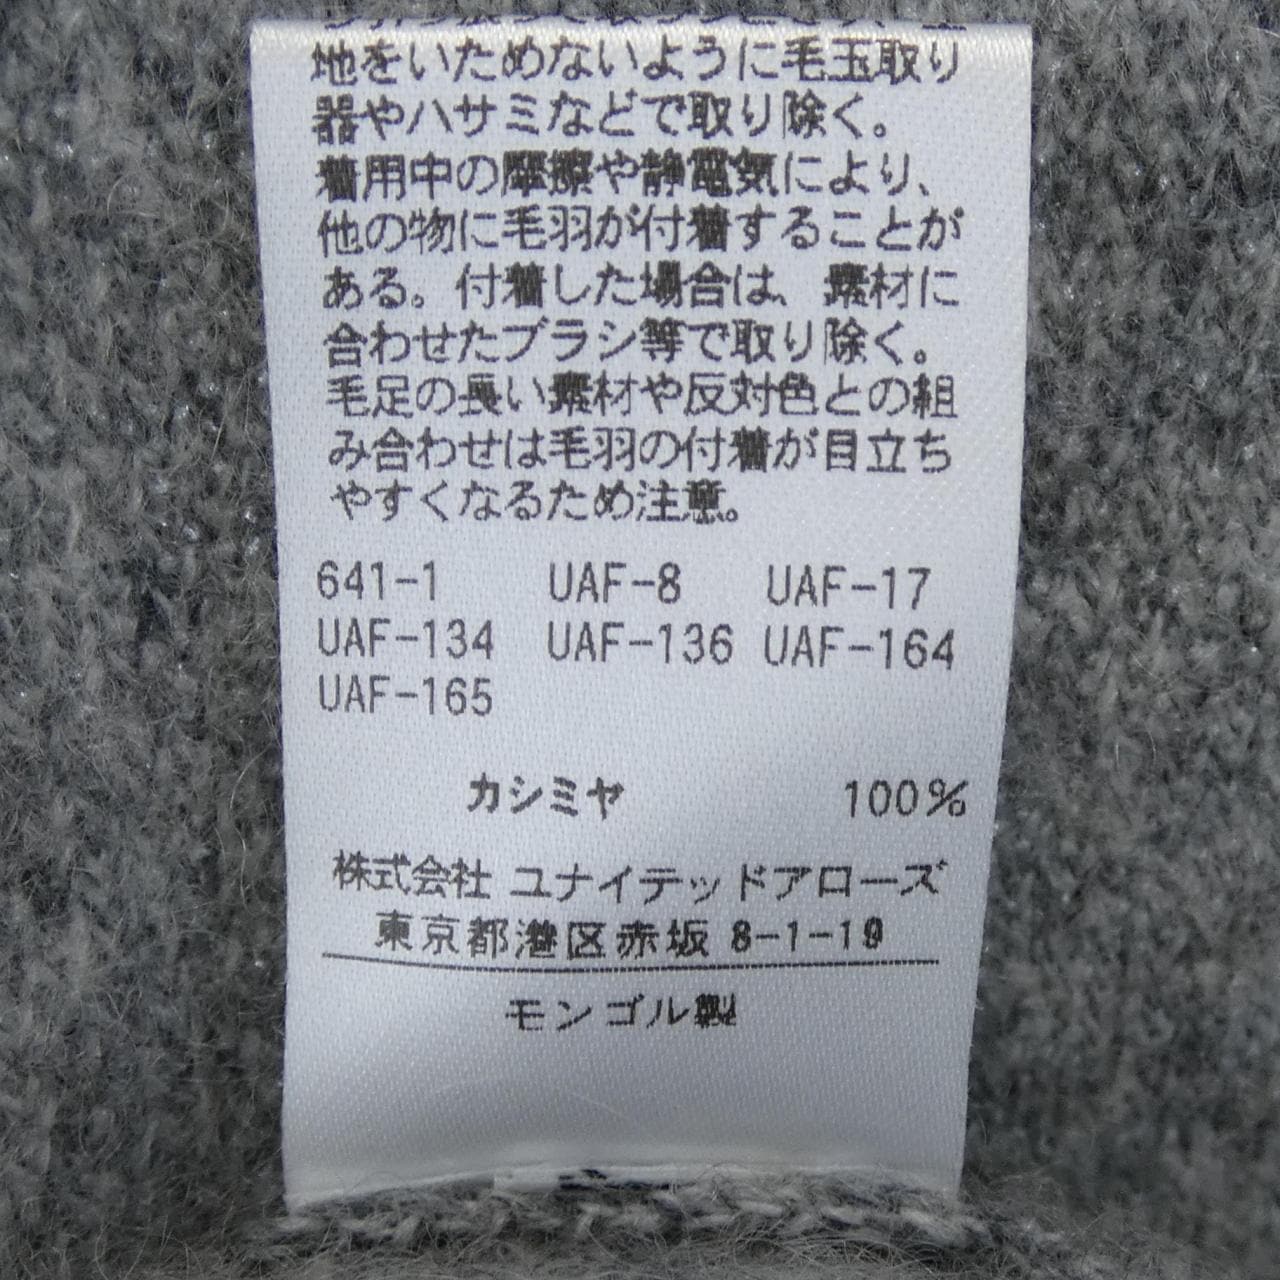 地をいためないように毛玉取り
器やハサミなどで取り除く。
着用中の摩擦や静電気により、
他の物に毛羽が付着することが
ある。付着した場合は、素材に
合わせたブラシ等で取り除く。
毛足の長い素材や反対色との組
み合わせは毛羽の付着が目立ち
やすくなるため注意。
641-1 UAF-8 UAF-17
UAF-134 UAF-136 UAF-164
UAF-165
カシミヤ 100%
株式会社 ユナイテッドアローズ
東京都港区赤坂 8-1-19
モンゴル製